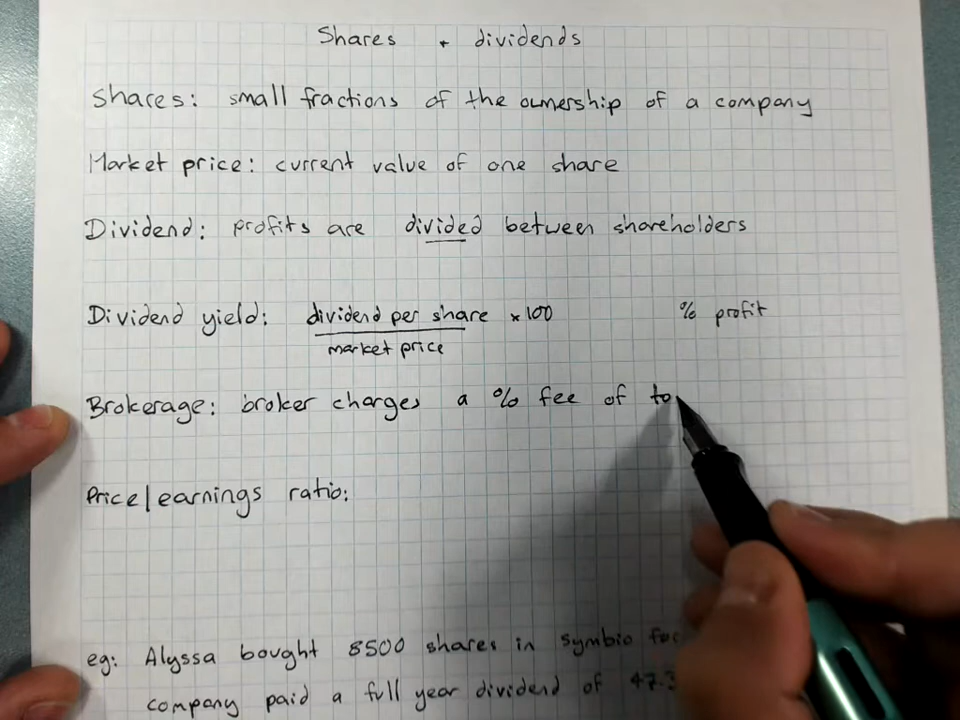 Shares + dividends
Shares: small fractions of the ownership of a company
Market price: current value of one share
Dividend: profits are divided between shareholders
Dividend yield: dividend per share × 100 % profit
market price
Brokerage: broker charges a % fee of to
Price/earnings ratio:
eg: Alyssa bought 8500 shares in symbio
company paid a full year dividend of